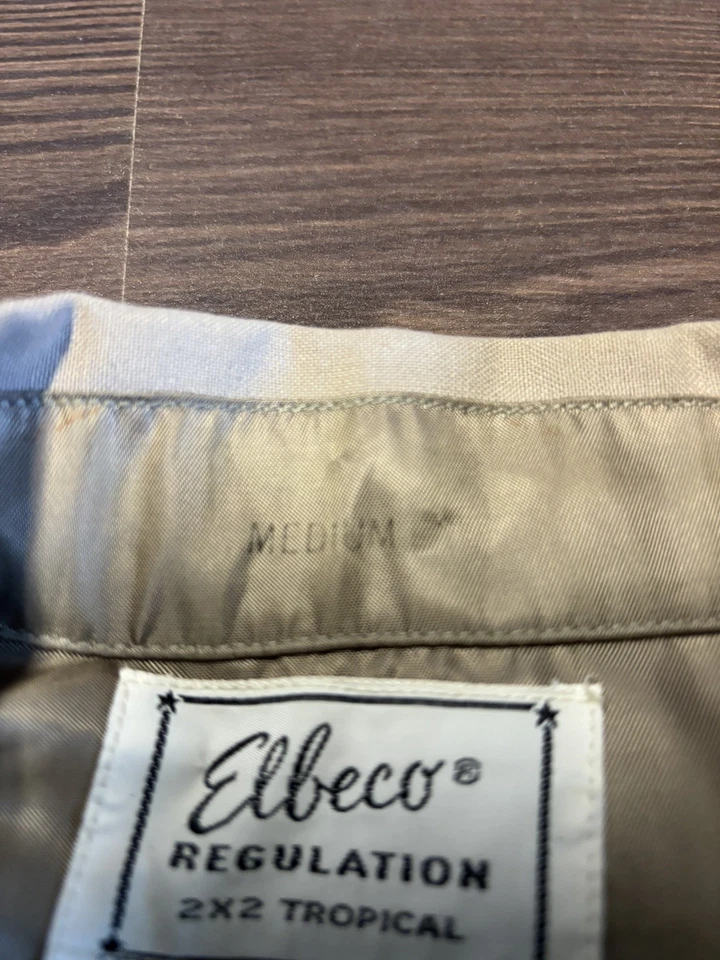 MEDIUM
Elbeco®
REGULATION
2X2 TROPICAL